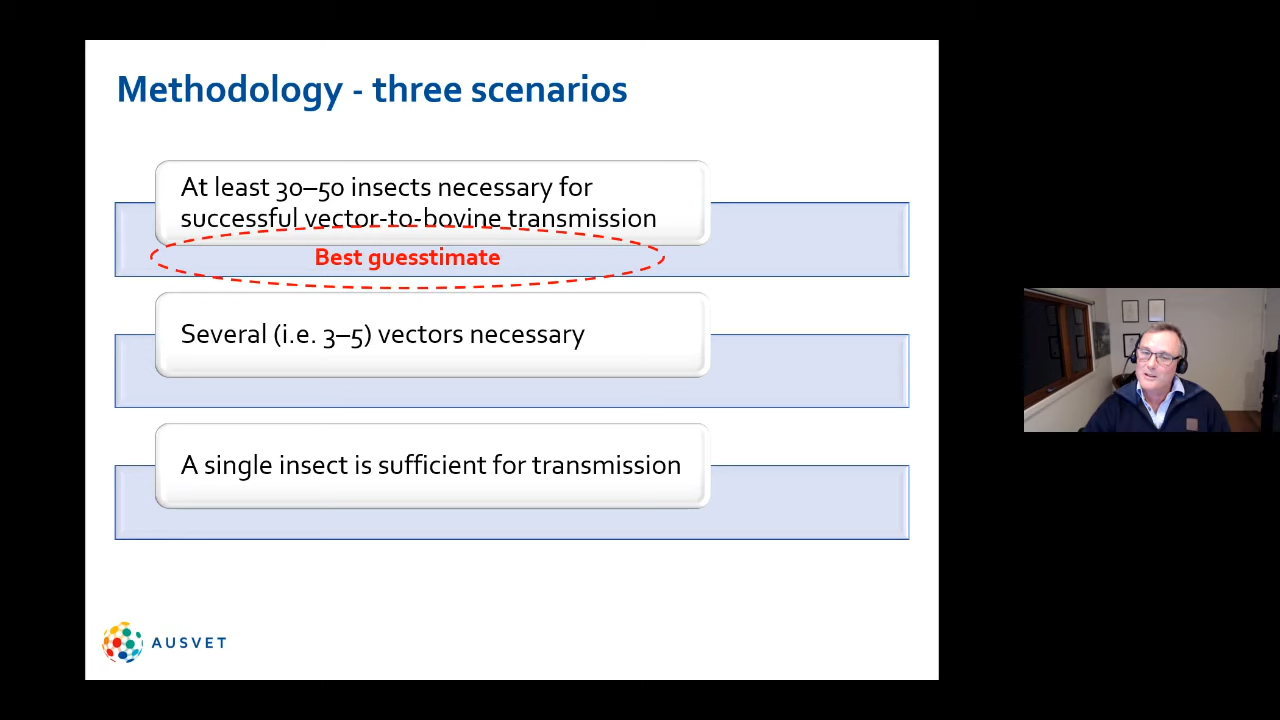 Methodology - three scenarios
At least 30–50 insects necessary for
successful vector-to-bovine transmission
Best guesstimate
Several (i.e. 3–5) vectors necessary
A single insect is sufficient for transmission
AUSVET